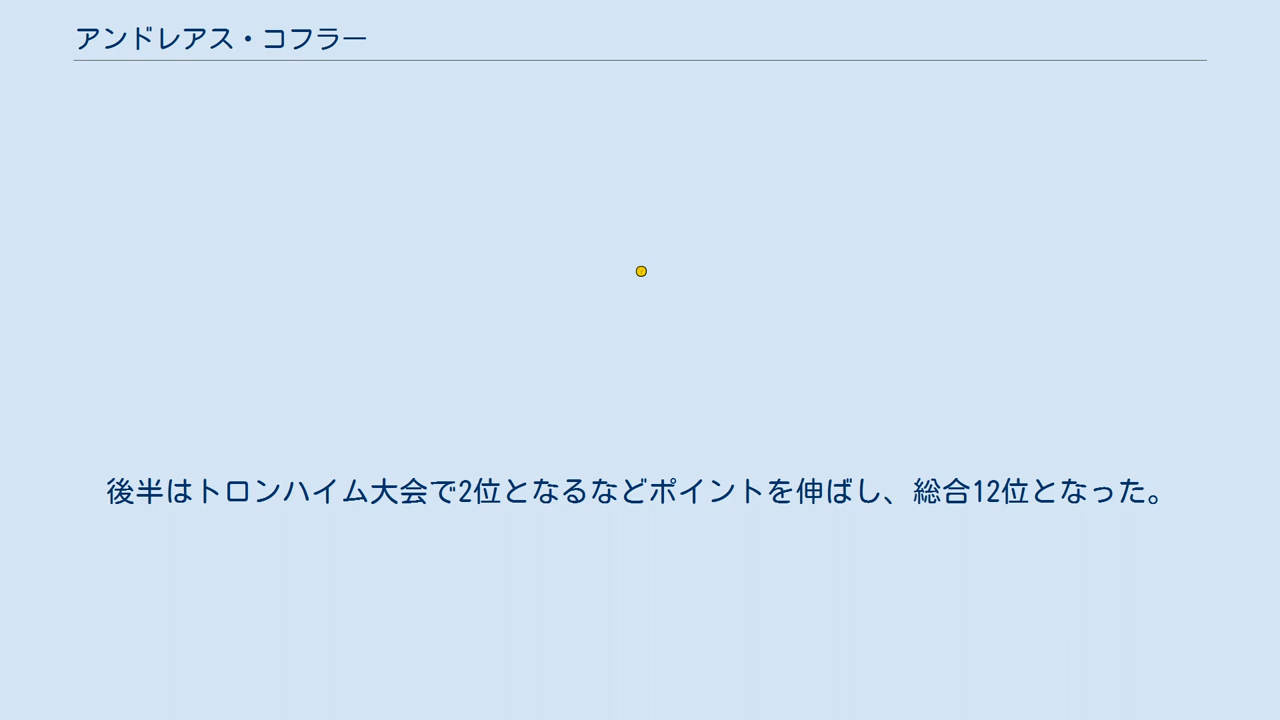 アンドレアス・コフラー
後半はトロンハイム大会で2位となるなどポイントを伸ばし、総合12位となった。